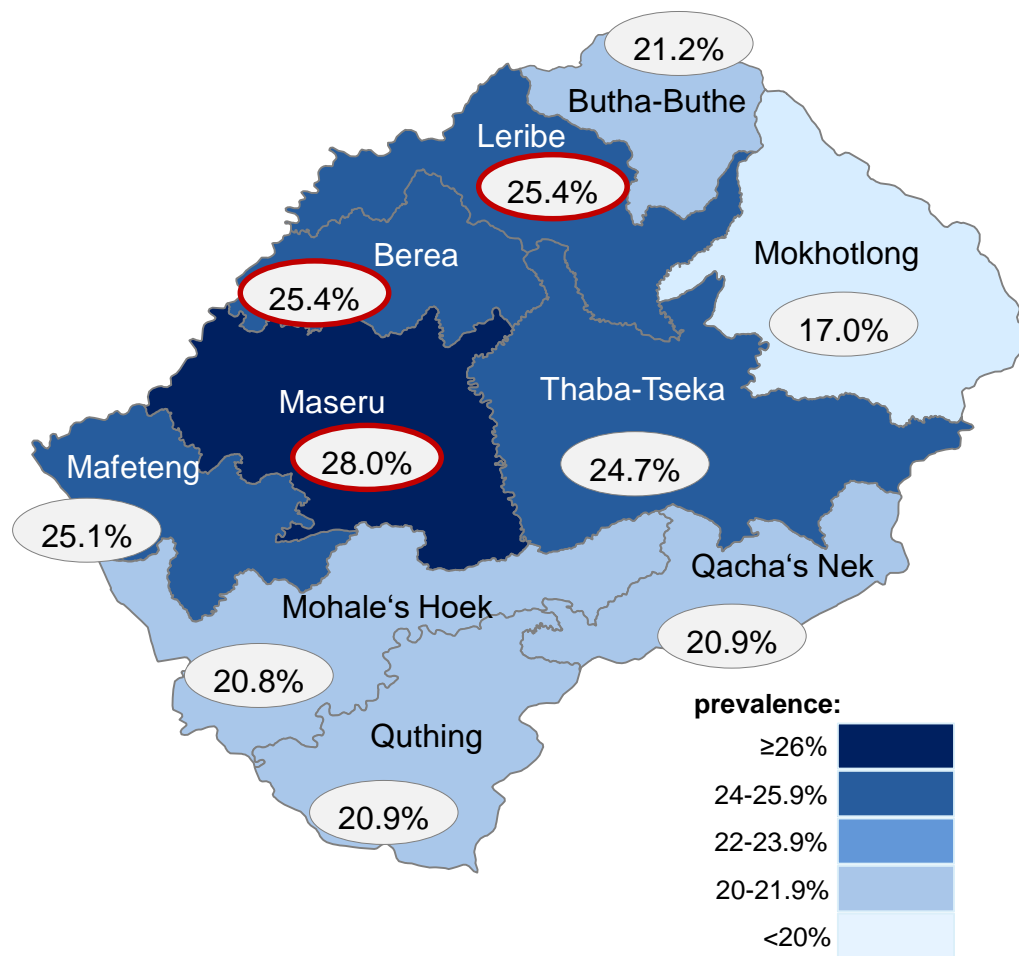 21.2%
Butha-Buthe
Leribe
25.4%
Berea
25.4%
Mokhotlong
17.0%
Maseru
28.0%
Thaba-Tseka
24.7%
Mafeteng
25.1%
Qacha‘s Nek
20.9%
Mohale‘s Hoek
20.8%
Quthing
20.9%
prevalence:
≥26%
24-25.9%
22-23.9%
20-21.9%
<20%